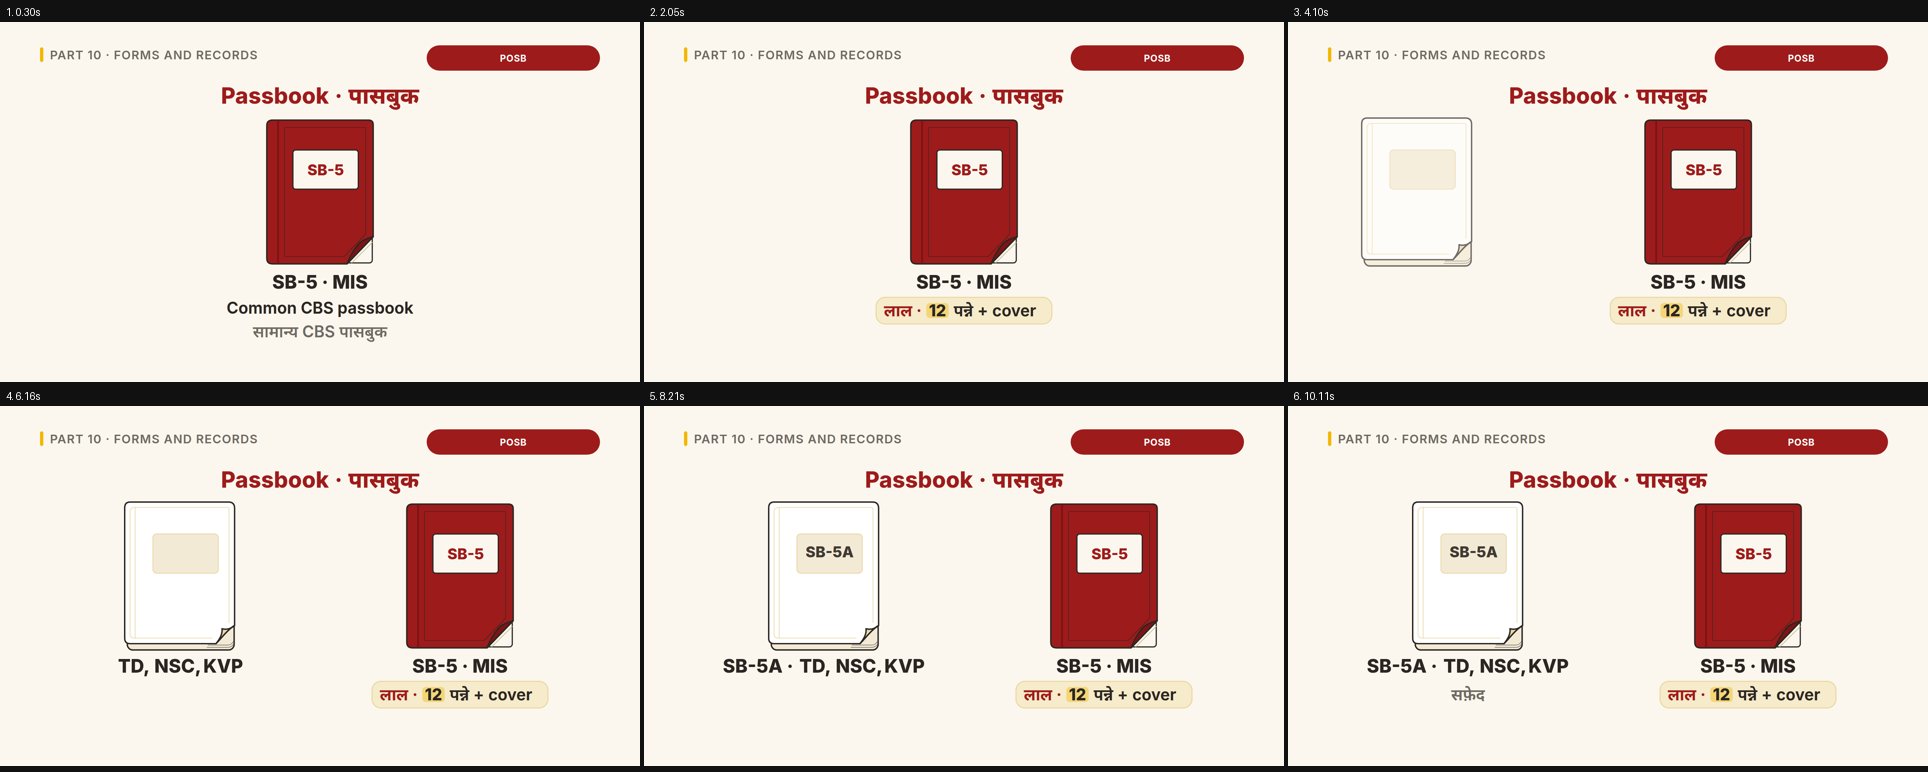 1. 0.30s
PART 10 · FORMS AND RECORDS
POSB
Passbook · पासबुक
SB-5
SB-5 · MIS
Common CBS passbook
सामान्य CBS पासबुक
2. 2.05s
PART 10 · FORMS AND RECORDS
POSB
Passbook · पासबुक
SB-5
SB-5 · MIS
लाल · 12 पन्ने + cover
3. 4.10s
PART 10 · FORMS AND RECORDS
POSB
Passbook · पासबुक
SB-5
SB-5 · MIS
लाल · 12 पन्ने + cover
4. 6.16s
PART 10 · FORMS AND RECORDS
POSB
Passbook · पासबुक
SB-5
TD, NSC, KVP
SB-5 · MIS
लाल · 12 पन्ने + cover
5. 8.21s
PART 10 · FORMS AND RECORDS
POSB
Passbook · पासबुक
SB-5A
SB-5
SB-5A · TD, NSC, KVP
SB-5 · MIS
लाल · 12 पन्ने + cover
6. 10.11s
PART 10 · FORMS AND RECORDS
POSB
Passbook · पासबुक
SB-5A
SB-5
SB-5A · TD, NSC, KVP
SB-5 · MIS
सफ़ेद
लाल · 12 पन्ने + cover